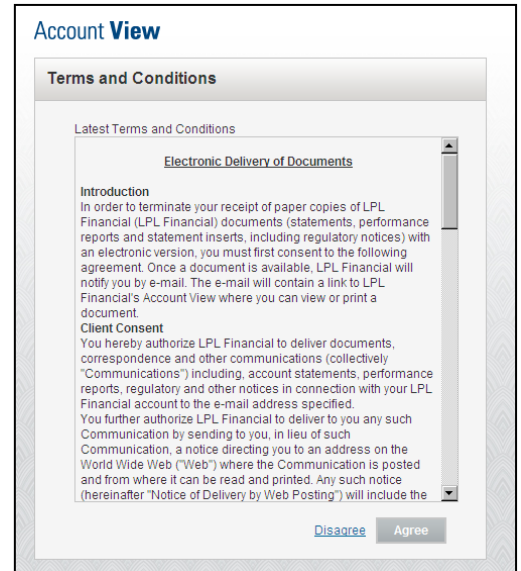 Account View
Terms and Conditions
Latest Terms and Conditions
Electronic Delivery of Documents
Introduction
In order to terminate your receipt of paper copies of LPL
Financial (LPL Financial) documents (statements, performance
reports and statement inserts, including regulatory notices) with
an electronic version, you must first consent to the following
agreement. Once a document is available, LPL Financial will
notify you by e-mail. The e-mail will contain a link to LPL
Financial's Account View where you can view or print a
document.
Client Consent
You hereby authorize LPL Financial to deliver documents,
correspondence and other communications (collectively
"Communications") including, account statements, performance
reports, regulatory and other notices in connection with your LPL
Financial account to the e-mail address specified.
You further authorize LPL Financial to deliver to you any such
Communication by sending to you, in lieu of such
Communication, a notice directing you to an address on the
World Wide Web ("Web") where the Communication is posted
and from where it can be read and printed. Any such notice
(hereinafter "Notice of Delivery by Web Posting") will include the
Disagree Agree